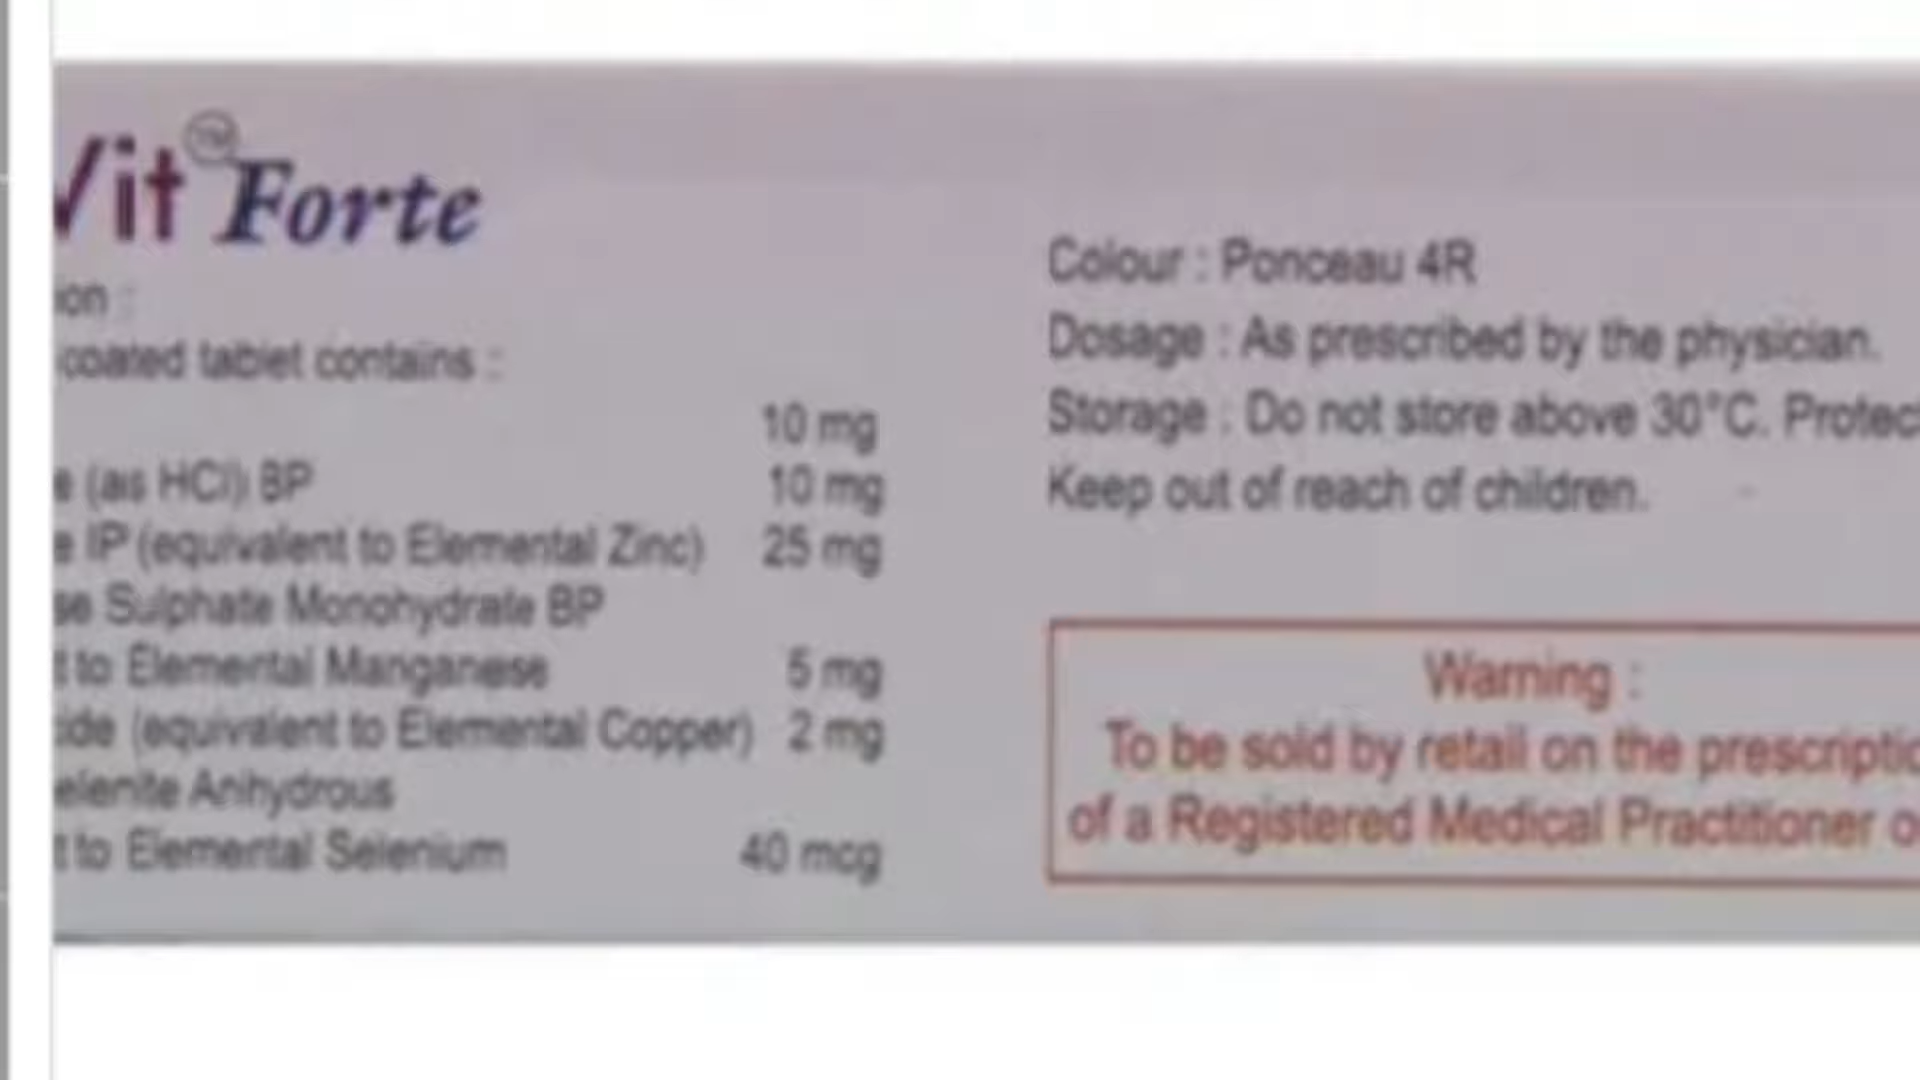 Vit™ Forte
ion :
coated tablet contains :
10 mg
e (as HCl) BP 10 mg
e IP (equivalent to Elemental Zinc) 25 mg
se Sulphate Monohydrate BP
t to Elemental Manganese 5 mg
ide (equivalent to Elemental Copper) 2 mg
elenite Anhydrous
t to Elemental Selenium 40 mcg
Colour : Ponceau 4R
Dosage : As prescribed by the physician.
Storage : Do not store above 30°C. Protec
Keep out of reach of children.
Warning :
To be sold by retail on the prescriptio
of a Registered Medical Practitioner o